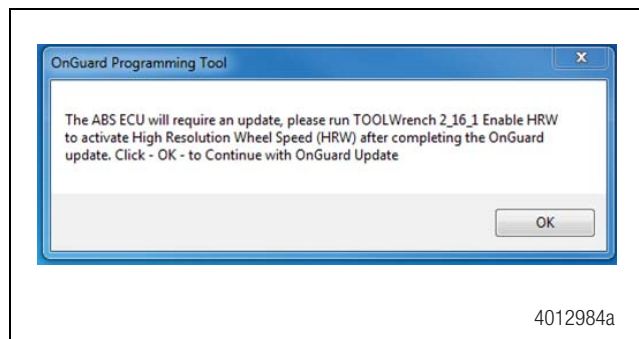 OnGuard Programming Tool
x
The ABS ECU will require an update, please run TOOLWrench 2_16_1 Enable HRW
to activate High Resolution Wheel Speed (HRW) after completing the OnGuard
update. Click - OK - to Continue with OnGuard Update
OK
4012984a